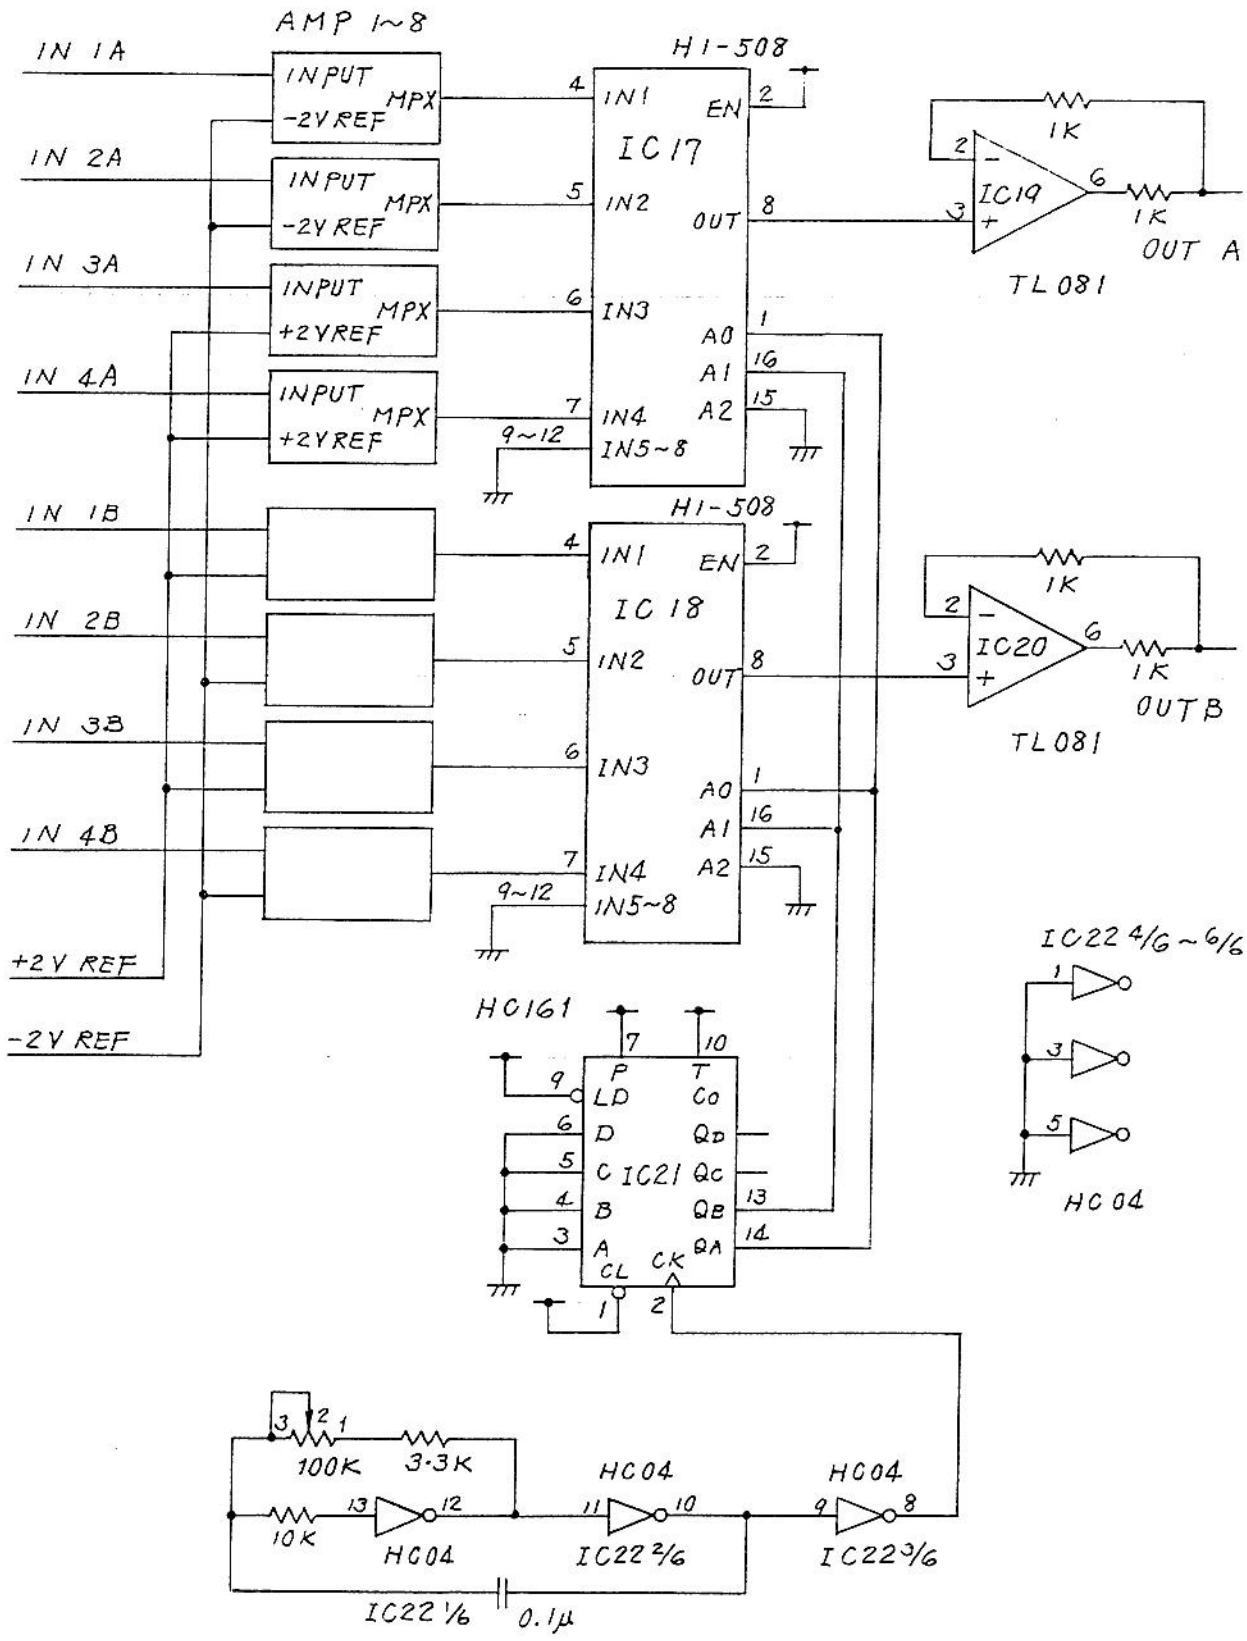 AMP 1~8
IN 1A
INPUT
MPX
-2V REF
IN 2A
INPUT
MPX
-2V REF
IN 3A
INPUT
MPX
+2V REF
IN 4A
INPUT
MPX
+2V REF
HI-508
4 IN1
EN 2
IC17
5 IN2
OUT 8
6 IN3
A0 1
A1 16
7 IN4
A2 15
9~12 IN5~8
1K
2 -
IC19
6
3 +
1K
OUT A
TL081
IN 1B
IN 2B
IN 3B
IN 4B
+2V REF
-2V REF
HI-508
4 IN1
EN 2
IC18
5 IN2
OUT 8
6 IN3
A0 1
A1 16
7 IN4
A2 15
9~12 IN5~8
1K
2 -
IC20
6
3 +
1K
OUT B
TL081
IC22 4/6~6/6
1
3
5
HC04
HC161
7 10
P T
9 LD CO
6 D QD
5 C IC21 QC
4 B QB 13
3 A QA 14
CL CK
1 2
3 2 1
100K 3.3K
10K
13 12
HC04
IC22 1/6
0.1μ
HC04
11 10
IC22 2/6
HC04
9 8
IC22 3/6